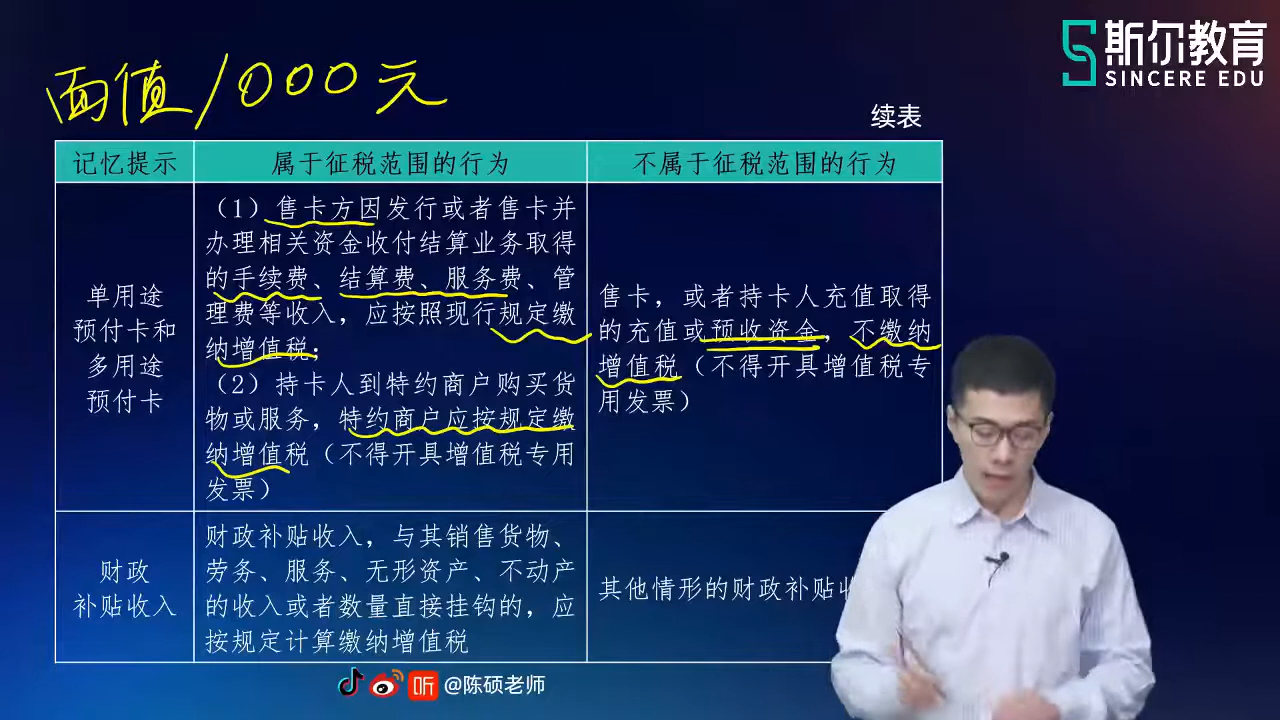 斯尔教育
SINCERE EDU
面值1000元
续表
记忆提示
属于征税范围的行为
不属于征税范围的行为
单用途
预付卡和
多用途
预付卡
（1）售卡方因发行或者售卡并
办理相关资金收付结算业务取得
的手续费、结算费、服务费、管
理费等收入，应按照现行规定缴
纳增值税；
（2）持卡人到特约商户购买货
物或服务，特约商户应按规定缴
纳增值税（不得开具增值税专用
发票）
售卡，或者持卡人充值取得
的充值或预收资金，不缴纳
增值税（不得开具增值税专
用发票）
财政
补贴收入
财政补贴收入，与其销售货物、
劳务、服务、无形资产、不动产
的收入或者数量直接挂钩的，应
按规定计算缴纳增值税
其他情形的财政补贴收
听 @陈硕老师